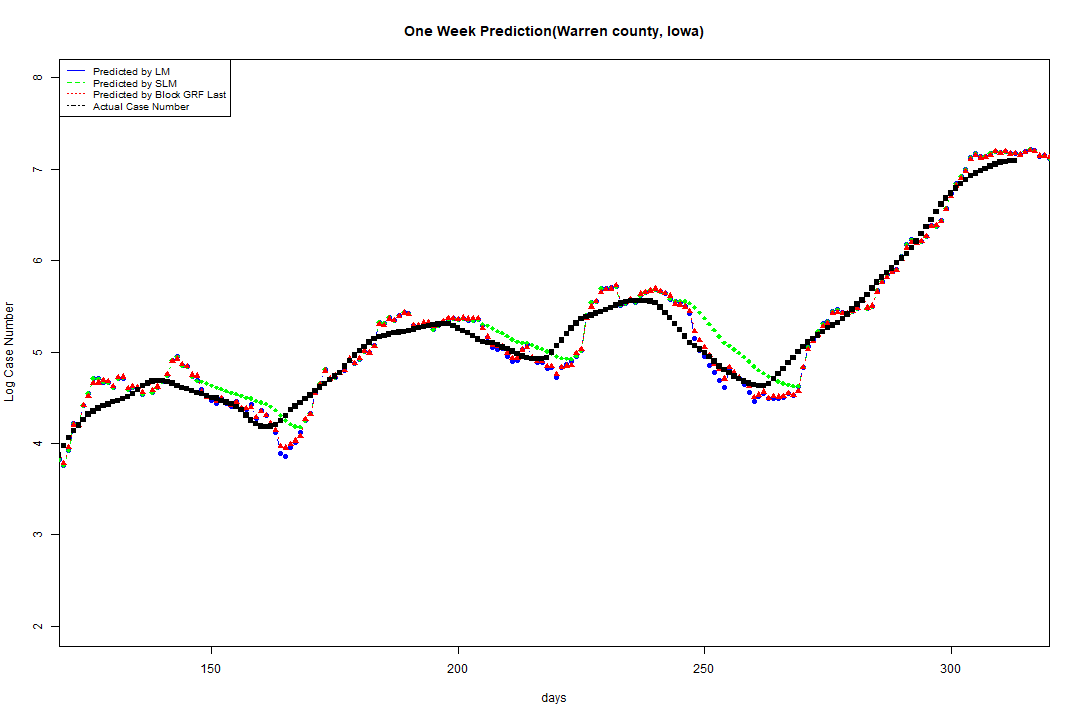 One Week Prediction(Warren county, Iowa)
Predicted by LM
Predicted by SLM
Predicted by Block GRF Last
Actual Case Number
8
7
6
5
4
3
2
Log Case Number
150
200
250
300
days